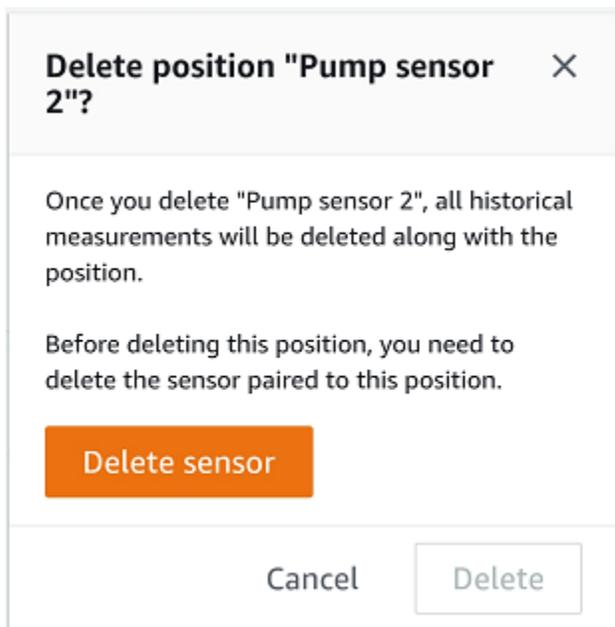 Delete position "Pump sensor
2"?
Once you delete "Pump sensor 2", all historical
measurements will be deleted along with the
position.
Before deleting this position, you need to
delete the sensor paired to this position.
Delete sensor
Cancel Delete